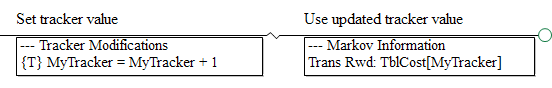 Set tracker value
--- Tracker Modifications
{T} MyTracker = MyTracker + 1
Use updated tracker value
--- Markov Information
Trans Rwd: TblCost[MyTracker]